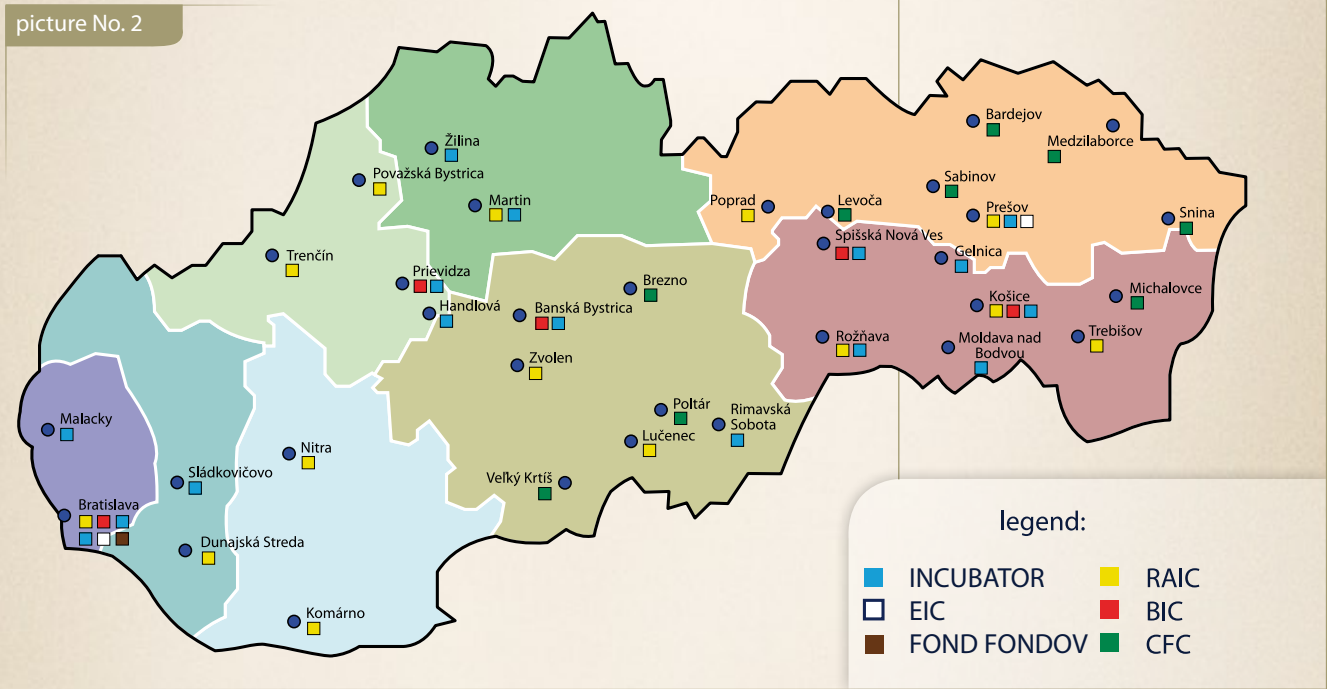 picture No. 2
Žilina
Považská Bystrica
Martin
Trenčín
Prievidza
Handlová
Banská Bystrica
Brezno
Zvolen
Poltár
Rimavská
Sobota
Lučenec
Veľký Krtíš
Malacky
Bratislava
Sládkovičovo
Dunajská Streda
Nitra
Komárno
Poprad
Levoča
Bardejov
Medzilaborce
Sabinov
Prešov
Snina
Spišská Nová Ves
Gelnica
Košice
Michalovce
Trebišov
Rožňava
Moldava nad
Bodvou
legend:
INCUBATOR
EIC
FOND FONDOV
RAIC
BIC
CFC